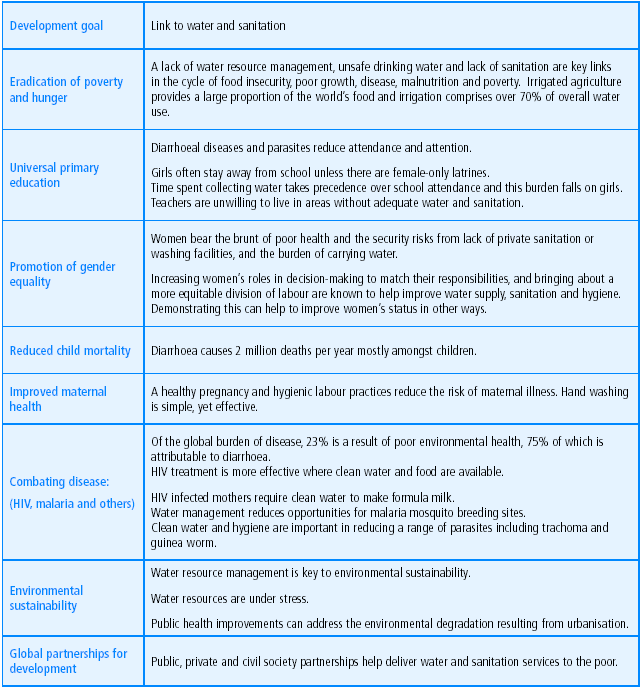 Development goal
Link to water and sanitation
Eradication of poverty
and hunger
A lack of water resource management, unsafe drinking water and lack of sanitation are key links
in the cycle of food insecurity, poor growth, disease, malnutrition and poverty. Irrigated agriculture
provides a large proportion of the world's food and irrigation comprises over 70% of overall water
use.
Universal primary
education
Diarrhoeal diseases and parasites reduce attendance and attention.
Girls often stay away from school unless there are female-only latrines.
Time spent collecting water takes precedence over school attendance and this burden falls on girls.
Teachers are unwilling to live in areas without adequate water and sanitation.
Promotion of gender
equality
Women bear the brunt of poor health and the security risks from lack of private sanitation or
washing facilities, and the burden of carrying water.
Increasing women's roles in decision-making to match their responsibilities, and bringing about a
more equitable division of labour are known to help improve water supply, sanitation and hygiene.
Demonstrating this can help to improve women's status in other ways.
Reduced child mortality
Diarrhoea causes 2 million deaths per year mostly amongst children.
Improved maternal
health
A healthy pregnancy and hygienic labour practices reduce the risk of maternal illness. Hand washing
is simple, yet effective.
Combating disease:
(HIV, malaria and others)
Of the global burden of disease, 23% is a result of poor environmental health, 75% of which is
attributable to diarrhoea.
HIV treatment is more effective where clean water and food are available.
HIV infected mothers require clean water to make formula milk.
Water management reduces opportunities for malaria mosquito breeding sites.
Clean water and hygiene are important in reducing a range of parasites including trachoma and
guinea worm.
Environmental
sustainability
Water resource management is key to environmental sustainability.
Water resources are under stress.
Public health improvements can address the environmental degradation resulting from urbanisation.
Global partnerships for
development
Public, private and civil society partnerships help deliver water and sanitation services to the poor.